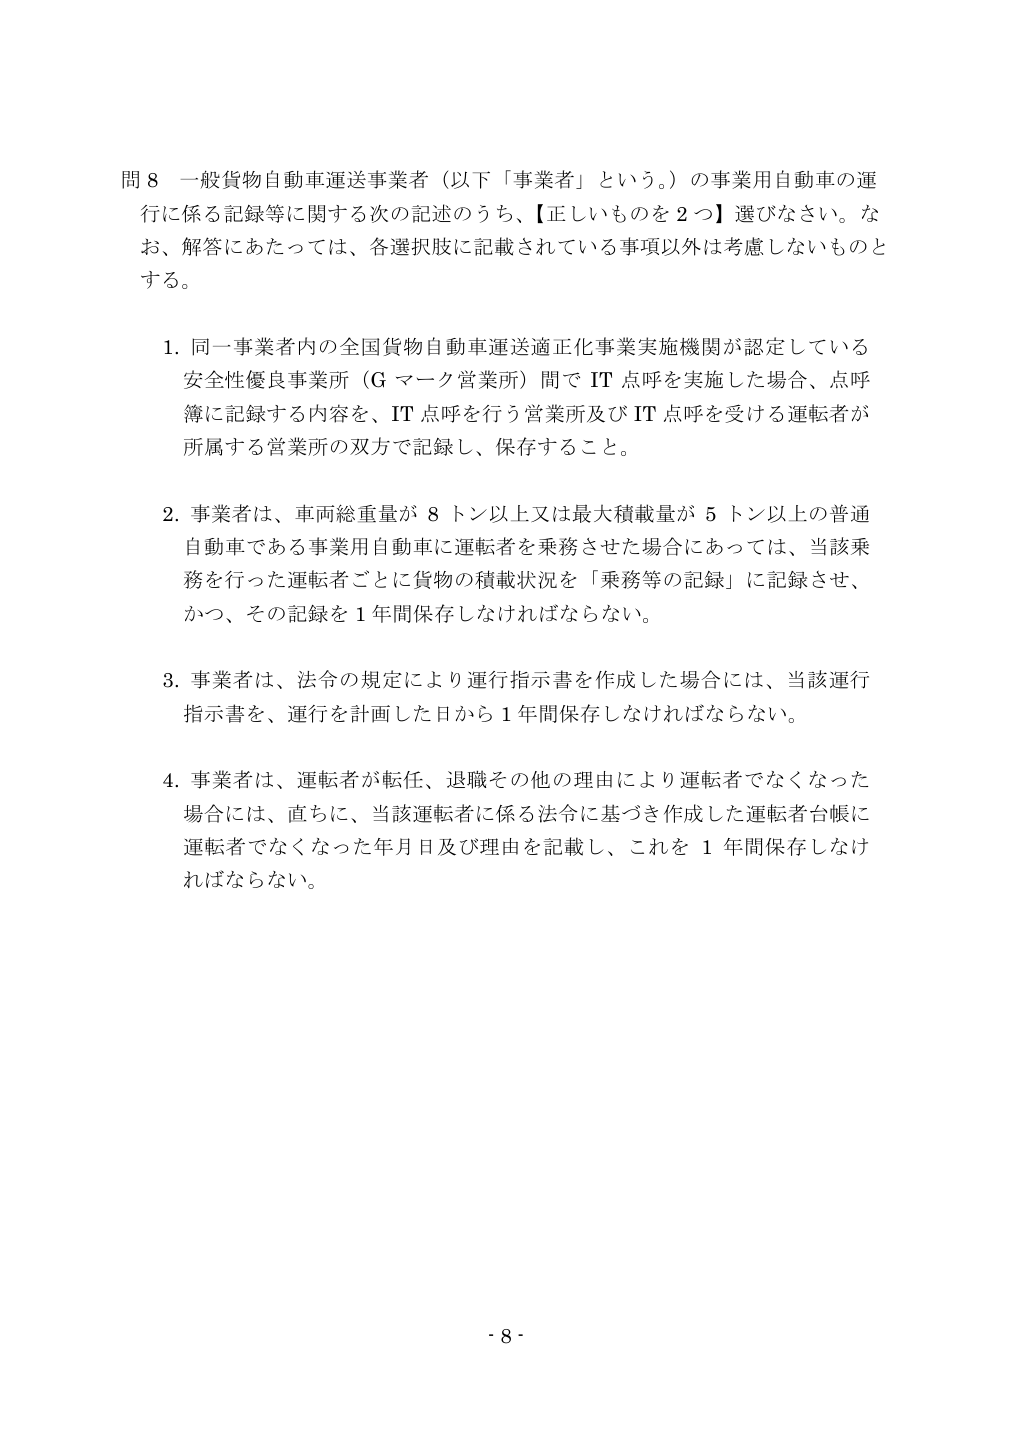 問 8　一般貨物自動車運送事業者（以下「事業者」という。）の事業用自動車の運
行に係る記録等に関する次の記述のうち、【正しいものを 2 つ】選びなさい。な
お、解答にあたっては、各選択肢に記載されている事項以外は考慮しないものと
する。
1. 同一事業者内の全国貨物自動車運送適正化事業実施機関が認定している
安全性優良事業所（G マーク営業所）間で IT 点呼を実施した場合、点呼
簿に記録する内容を、IT 点呼を行う営業所及び IT 点呼を受ける運転者が
所属する営業所の双方で記録し、保存すること。
2. 事業者は、車両総重量が 8 トン以上又は最大積載量が 5 トン以上の普通
自動車である事業用自動車に運転者を乗務させた場合にあっては、当該乗
務を行った運転者ごとに貨物の積載状況を「乗務等の記録」に記録させ、
かつ、その記録を 1 年間保存しなければならない。
3. 事業者は、法令の規定により運行指示書を作成した場合には、当該運行
指示書を、運行を計画した日から 1 年間保存しなければならない。
4. 事業者は、運転者が転任、退職その他の理由により運転者でなくなった
場合には、直ちに、当該運転者に係る法令に基づき作成した運転者台帳に
運転者でなくなった年月日及び理由を記載し、これを 1 年間保存しなけ
ればならない。
- 8 -